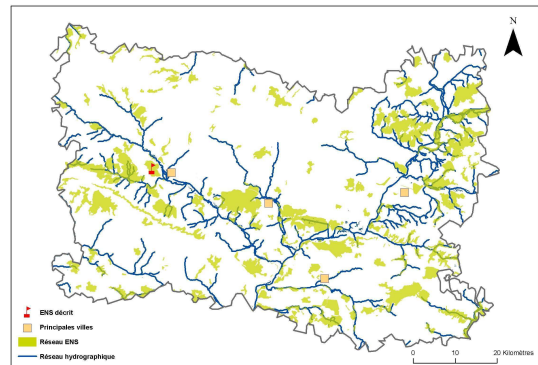 N
ENS décrit
Principales villes
Réseau ENS
Réseau hydrographique
0 10 20 Kilomètres